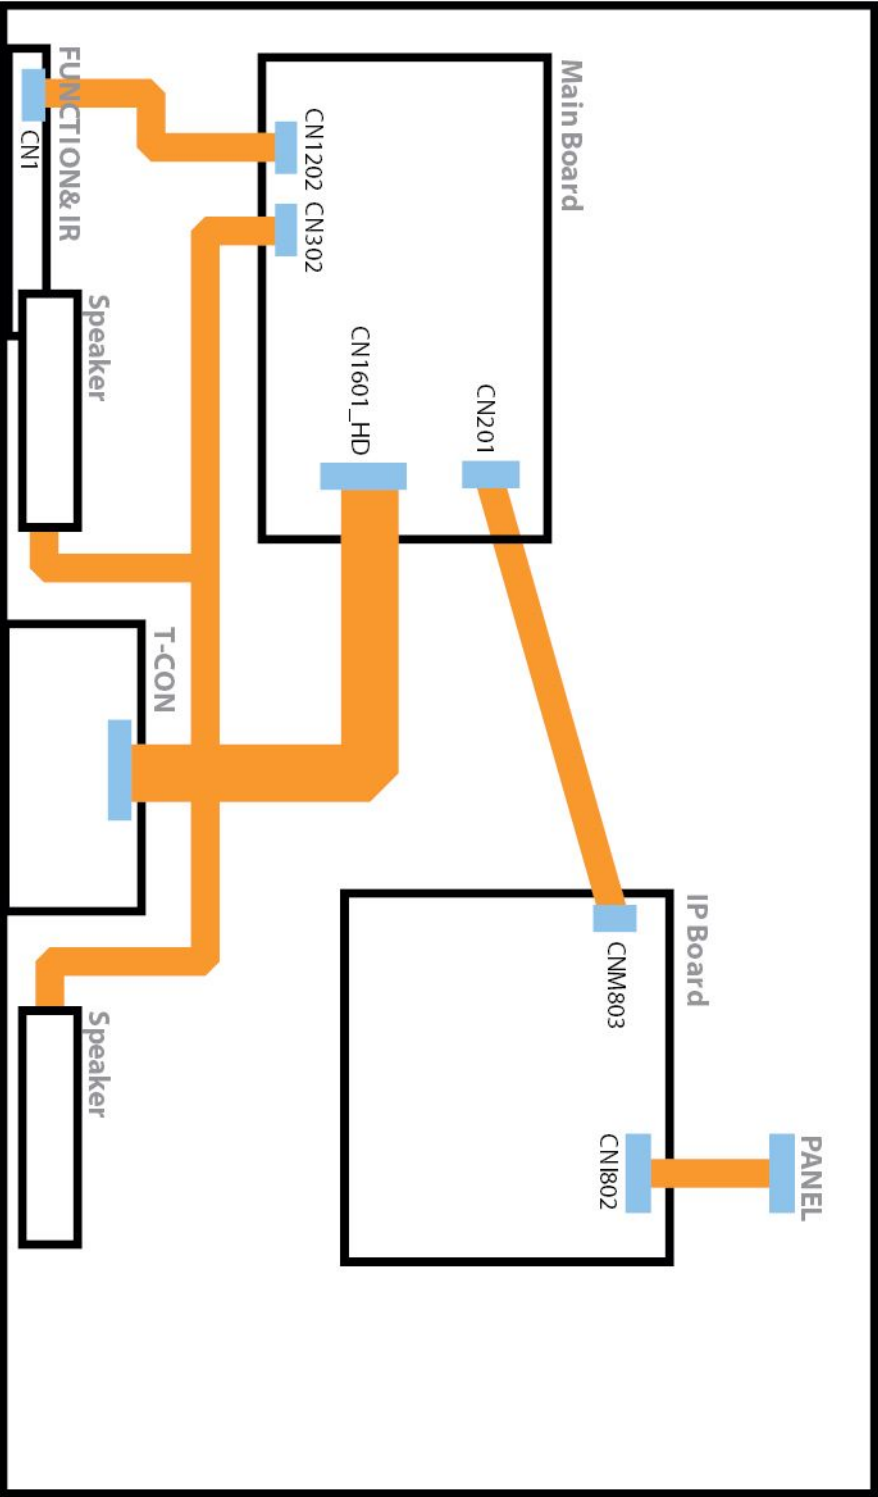 PANEL
IP Board
CNM803
CNI802
Main Board
CN201
CN1601_HD
CN1202
CN302
T-CON
FUNCTION& IR
CN1
Speaker
Speaker